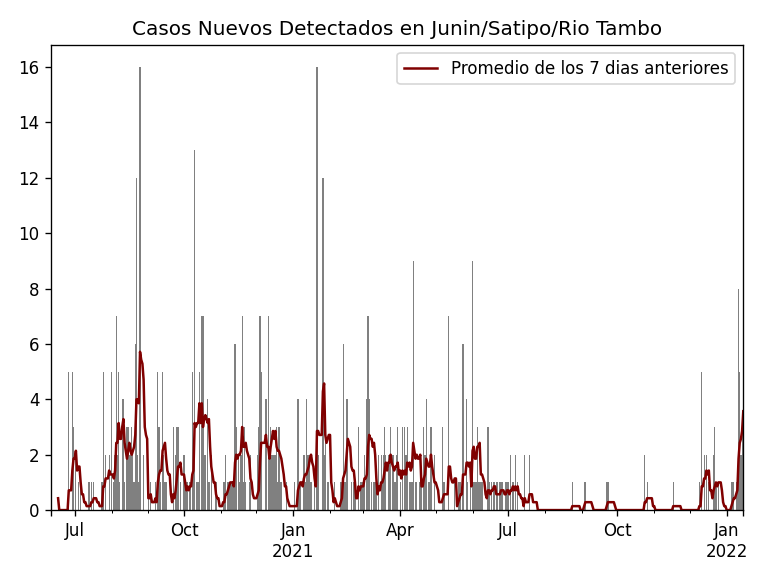 Casos Nuevos Detectados en Junin/Satipo/Rio Tambo
Promedio de los 7 dias anteriores
16
14
12
10
8
6
4
2
0
Jul
Oct
Jan
2021
Apr
Jul
Oct
Jan
2022